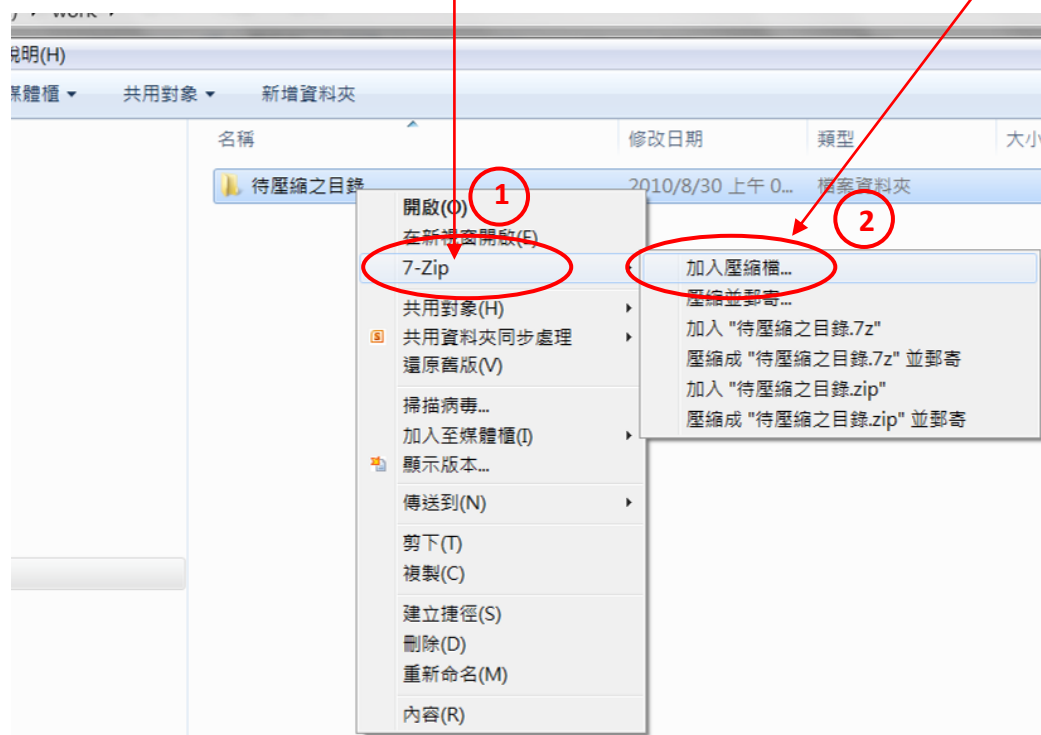 work
說明(H)
媒體櫃 共用對象 新增資料夾
名稱 修改日期 類型 大小
待壓縮之目錄 2010/8/30 上午 0... 檔案資料夾
1
2
開啟(O)
在新視窗開啟(E)
7-Zip
共用對象(H)
共用資料夾同步處理
還原舊版(V)
掃描病毒...
加入至媒體櫃(I)
顯示版本...
傳送到(N)
剪下(T)
複製(C)
建立捷徑(S)
刪除(D)
重新命名(M)
內容(R)
加入壓縮檔...
壓縮並郵寄...
加入 "待壓縮之目錄.7z"
壓縮成 "待壓縮之目錄.7z" 並郵寄
加入 "待壓縮之目錄.zip"
壓縮成 "待壓縮之目錄.zip" 並郵寄